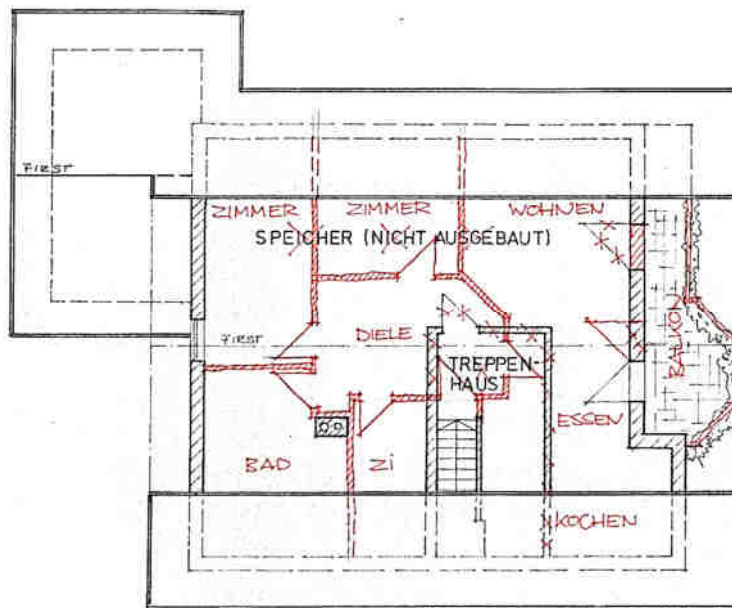 FIRST
ZIMMER
ZIMMER
WOHNEN
SPEICHER (NICHT AUSGEBAUT)
FIRST
DIELE
TREPPEN-
HAUS
BALKON
ESSEN
BAD
ZI
KOCHEN